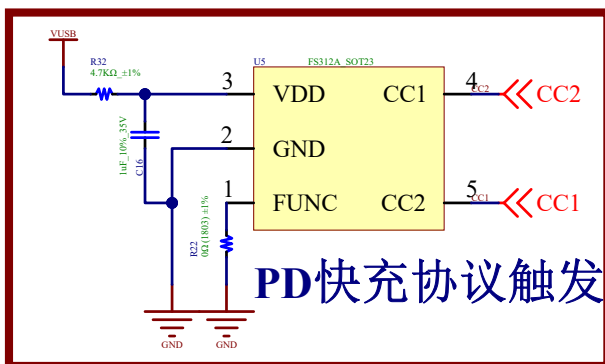 VUSB
R32
4.7KΩ_±1%
U5
FS312A_SOT23
3
VDD
CC1
4
CC2
CC2
1uF_10%_35V
C16
2
GND
1
FUNC
CC2
5
CC1
CC1
R22
0Ω(1803) ±1%
PD快充协议触发
GND
GND